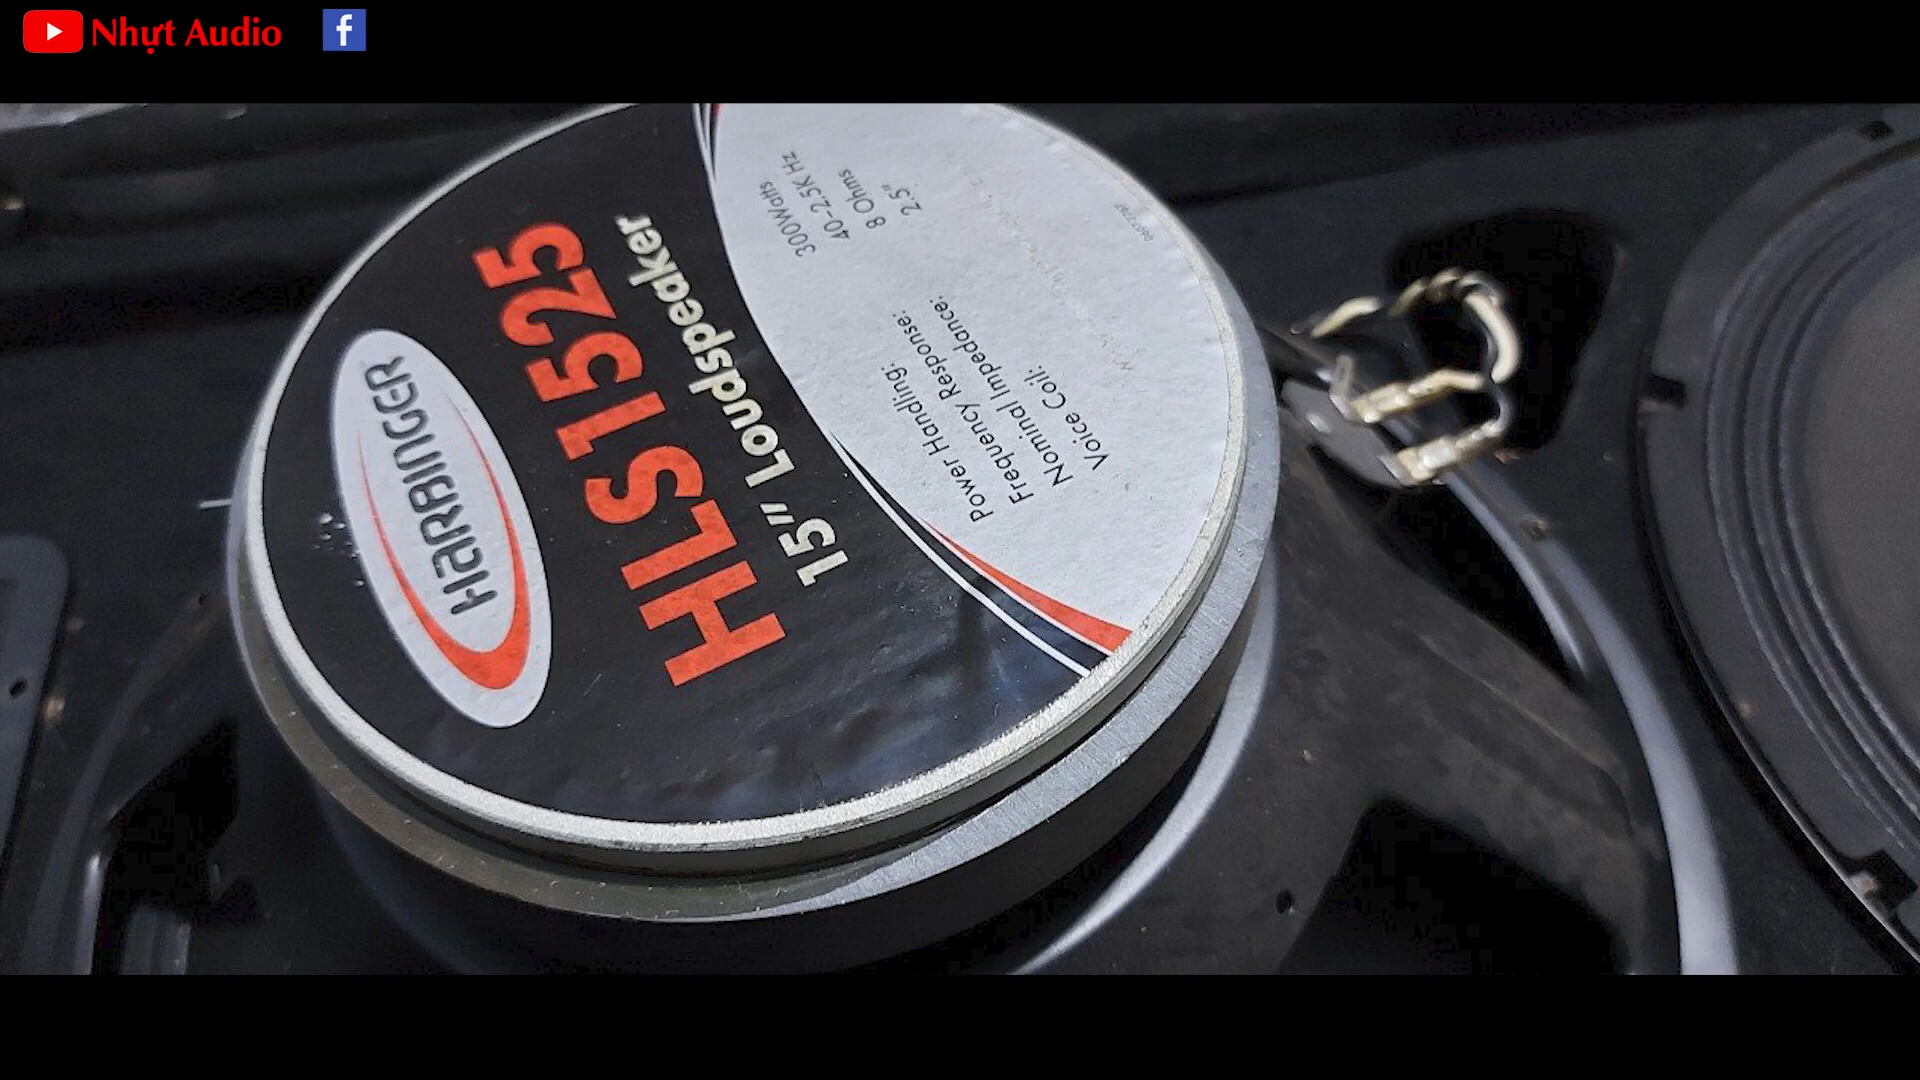 Nhựt Audio
f
HARBINGER
HLS1525
15" Loudspeaker
Power Handling: 300Watts
Frequency Response: 40-2.5K Hz
Nominal Impedance: 8 Ohms
Voice Coil: 2.5"